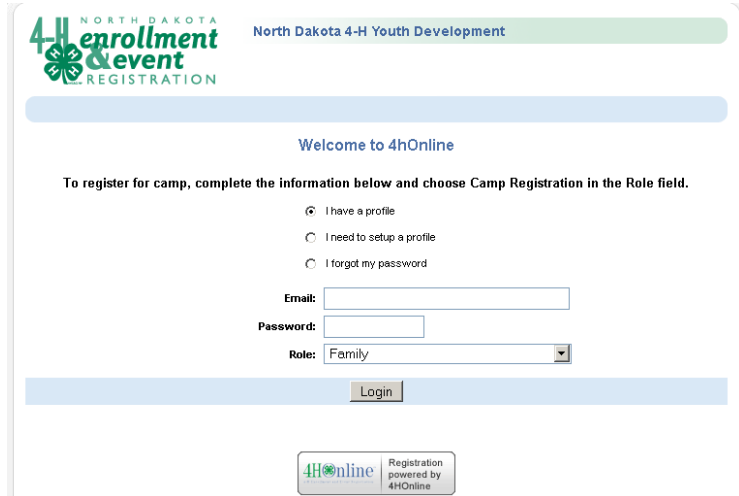 NORTH DAKOTA
4-H enrollment
& event
REGISTRATION
North Dakota 4-H Youth Development
Welcome to 4hOnline
To register for camp, complete the information below and choose Camp Registration in the Role field.
I have a profile
I need to setup a profile
I forgot my password
Email:
Password:
Role: Family
Login
4HOnline
Registration
powered by
4HOnline